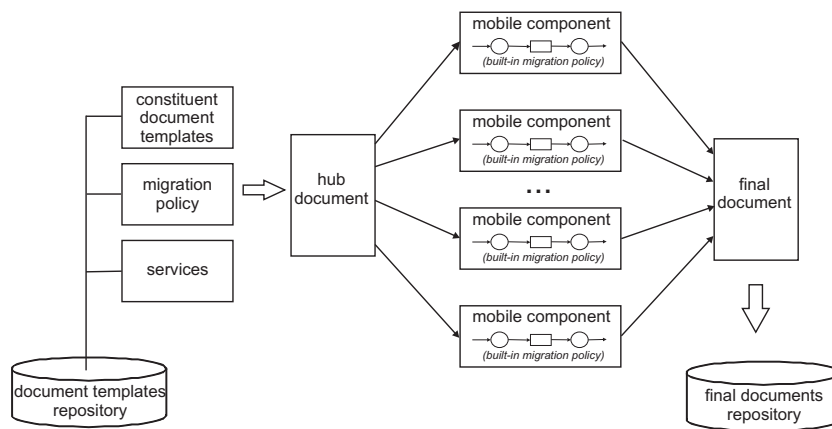 constituent
document
templates
migration
policy
services
document templates
repository
hub
document
mobile component
(built-in migration policy)
mobile component
(built-in migration policy)
...
mobile component
(built-in migration policy)
mobile component
(built-in migration policy)
final
document
final documents
repository